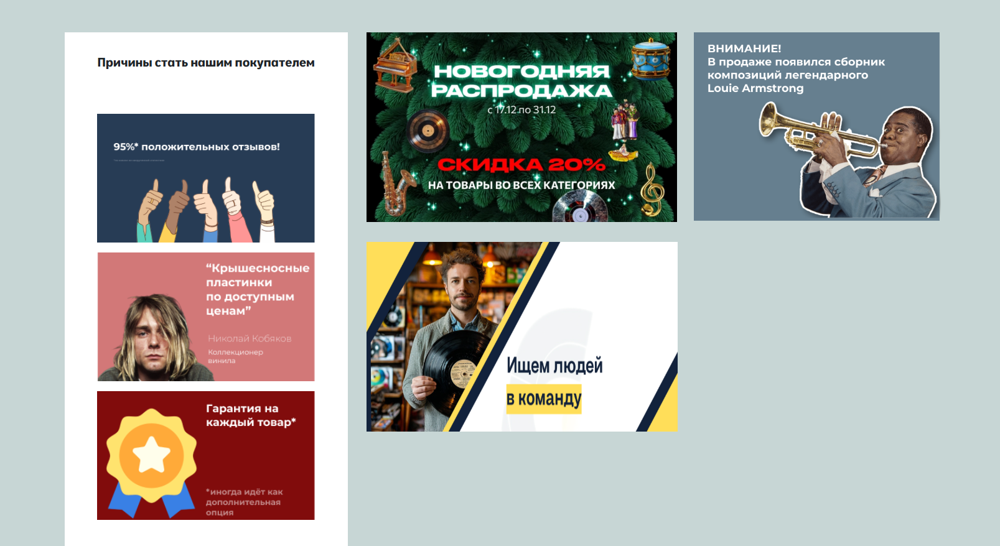 Причины стать нашим покупателем
95%* положительных отзывов!
“Крышесносные
пластинки
по доступным
ценам”
Николай Кобяков
Коллекционер
винила
Гарантия на
каждый товар*
*иногда идёт как
дополнительная
опция
НОВОГОДНЯЯ
РАСПРОДАЖА
с 17.12 по 31.12
СКИДКА 20%
НА ТОВАРЫ ВО ВСЕХ КАТЕГОРИЯХ
ВНИМАНИЕ!
В продаже появился сборник
композиций легендарного
Louie Armstrong
Ищем людей
в команду